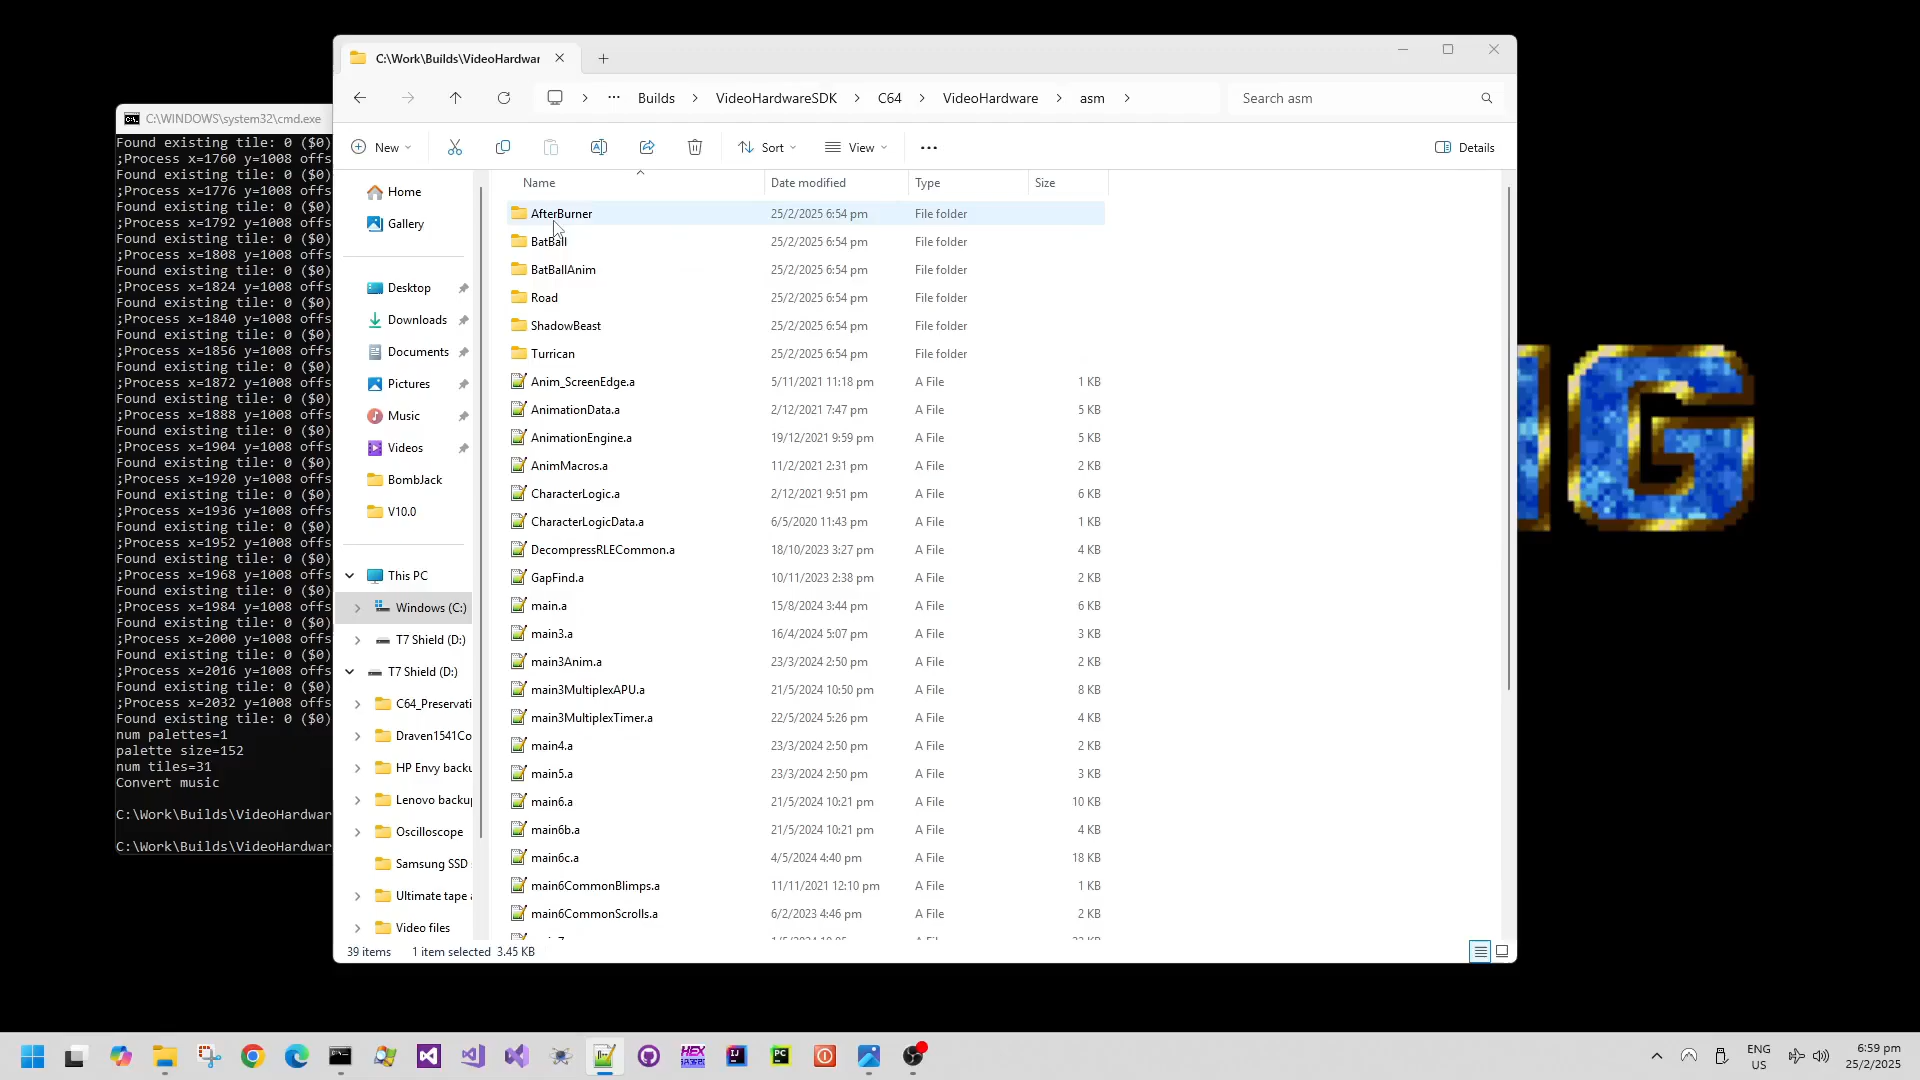 C:\WINDOWS\system32\cmd.exe
Found existing tile: 0 ($0)
;Process x=1760 y=1008 offs
Found existing tile: 0 ($0)
;Process x=1776 y=1008 offs
Found existing tile: 0 ($0)
;Process x=1792 y=1008 offs
Found existing tile: 0 ($0)
;Process x=1808 y=1008 offs
Found existing tile: 0 ($0)
;Process x=1824 y=1008 offs
Found existing tile: 0 ($0)
;Process x=1840 y=1008 offs
Found existing tile: 0 ($0)
;Process x=1856 y=1008 offs
Found existing tile: 0 ($0)
;Process x=1872 y=1008 offs
Found existing tile: 0 ($0)
;Process x=1888 y=1008 offs
Found existing tile: 0 ($0)
;Process x=1904 y=1008 offs
Found existing tile: 0 ($0)
;Process x=1920 y=1008 offs
Found existing tile: 0 ($0)
;Process x=1936 y=1008 offs
Found existing tile: 0 ($0)
;Process x=1952 y=1008 offs
Found existing tile: 0 ($0)
;Process x=1968 y=1008 offs
Found existing tile: 0 ($0)
;Process x=1984 y=1008 offs
Found existing tile: 0 ($0)
;Process x=2000 y=1008 offs
Found existing tile: 0 ($0)
;Process x=2016 y=1008 offs
Found existing tile: 0 ($0)
;Process x=2032 y=1008 offs
Found existing tile: 0 ($0)
num palettes=1
palette size=152
num tiles=31
Convert music
C:\Work\Builds\VideoHardwar
C:\Work\Builds\VideoHardwar
C:\Work\Builds\VideoHardwar
Builds > VideoHardwareSDK > C64 > VideoHardware > asm >
Search asm
New
Sort
View
Details
Home
Gallery
Desktop
Downloads
Documents
Pictures
Music
Videos
BombJack
V10.0
This PC
Windows (C:)
T7 Shield (D:)
T7 Shield (D:)
C64_Preservati
Draven1541Co
HP Envy backu
Lenovo backu
Oscilloscope
Samsung SSD
Ultimate tape a
Video files
Name Date modified Type Size
AfterBurner 25/2/2025 6:54 pm File folder
BatBall 25/2/2025 6:54 pm File folder
BatBallAnim 25/2/2025 6:54 pm File folder
Road 25/2/2025 6:54 pm File folder
ShadowBeast 25/2/2025 6:54 pm File folder
Turrican 25/2/2025 6:54 pm File folder
Anim_ScreenEdge.a 5/11/2021 11:18 pm A File 1 KB
AnimationData.a 2/12/2021 7:47 pm A File 5 KB
AnimationEngine.a 19/12/2021 9:59 pm A File 5 KB
AnimMacros.a 11/2/2021 2:31 pm A File 2 KB
CharacterLogic.a 2/12/2021 9:51 pm A File 6 KB
CharacterLogicData.a 6/5/2020 11:43 pm A File 1 KB
DecompressRLECommon.a 18/10/2023 3:27 pm A File 4 KB
GapFind.a 10/11/2023 2:38 pm A File 2 KB
main.a 15/8/2024 3:44 pm A File 6 KB
main3.a 16/4/2024 5:07 pm A File 3 KB
main3Anim.a 23/3/2024 2:50 pm A File 2 KB
main3MultiplexAPU.a 21/5/2024 10:50 pm A File 8 KB
main3MultiplexTimer.a 22/5/2024 5:26 pm A File 4 KB
main4.a 23/3/2024 2:50 pm A File 2 KB
main5.a 23/3/2024 2:50 pm A File 3 KB
main6.a 21/5/2024 10:21 pm A File 10 KB
main6b.a 21/5/2024 10:21 pm A File 4 KB
main6c.a 4/5/2024 4:40 pm A File 18 KB
main6CommonBlimps.a 11/11/2021 12:10 pm A File 1 KB
main6CommonScrolls.a 6/2/2023 4:46 pm A File 2 KB
39 items 1 item selected 3.45 KB
G
HEX
IJ
PC
ENG
US
6:59 pm
25/2/2025